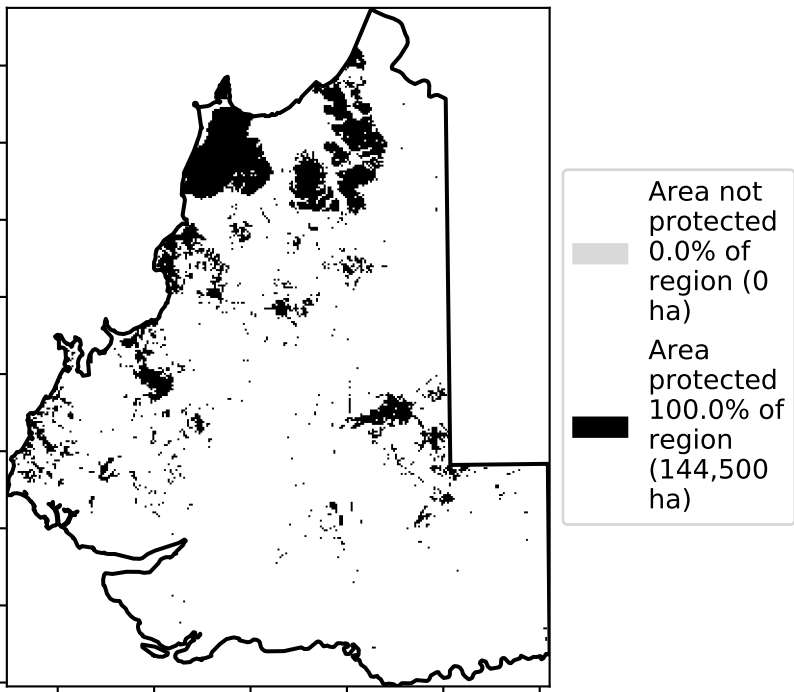 Area not
protected
0.0% of
region (0
ha)
Area
protected
100.0% of
region
(144,500
ha)